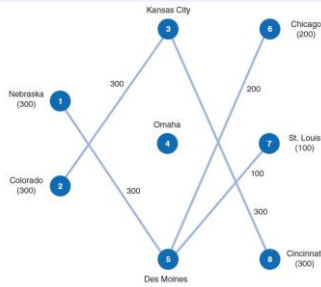 Kansas City
3
6
Chicago
(200)
Nebraska
(300)
1
300
200
Omaha
4
7
St. Louis
(100)
Colorado
(300)
2
300
100
300
5
Des Moines
8
Cincinnat
(300)